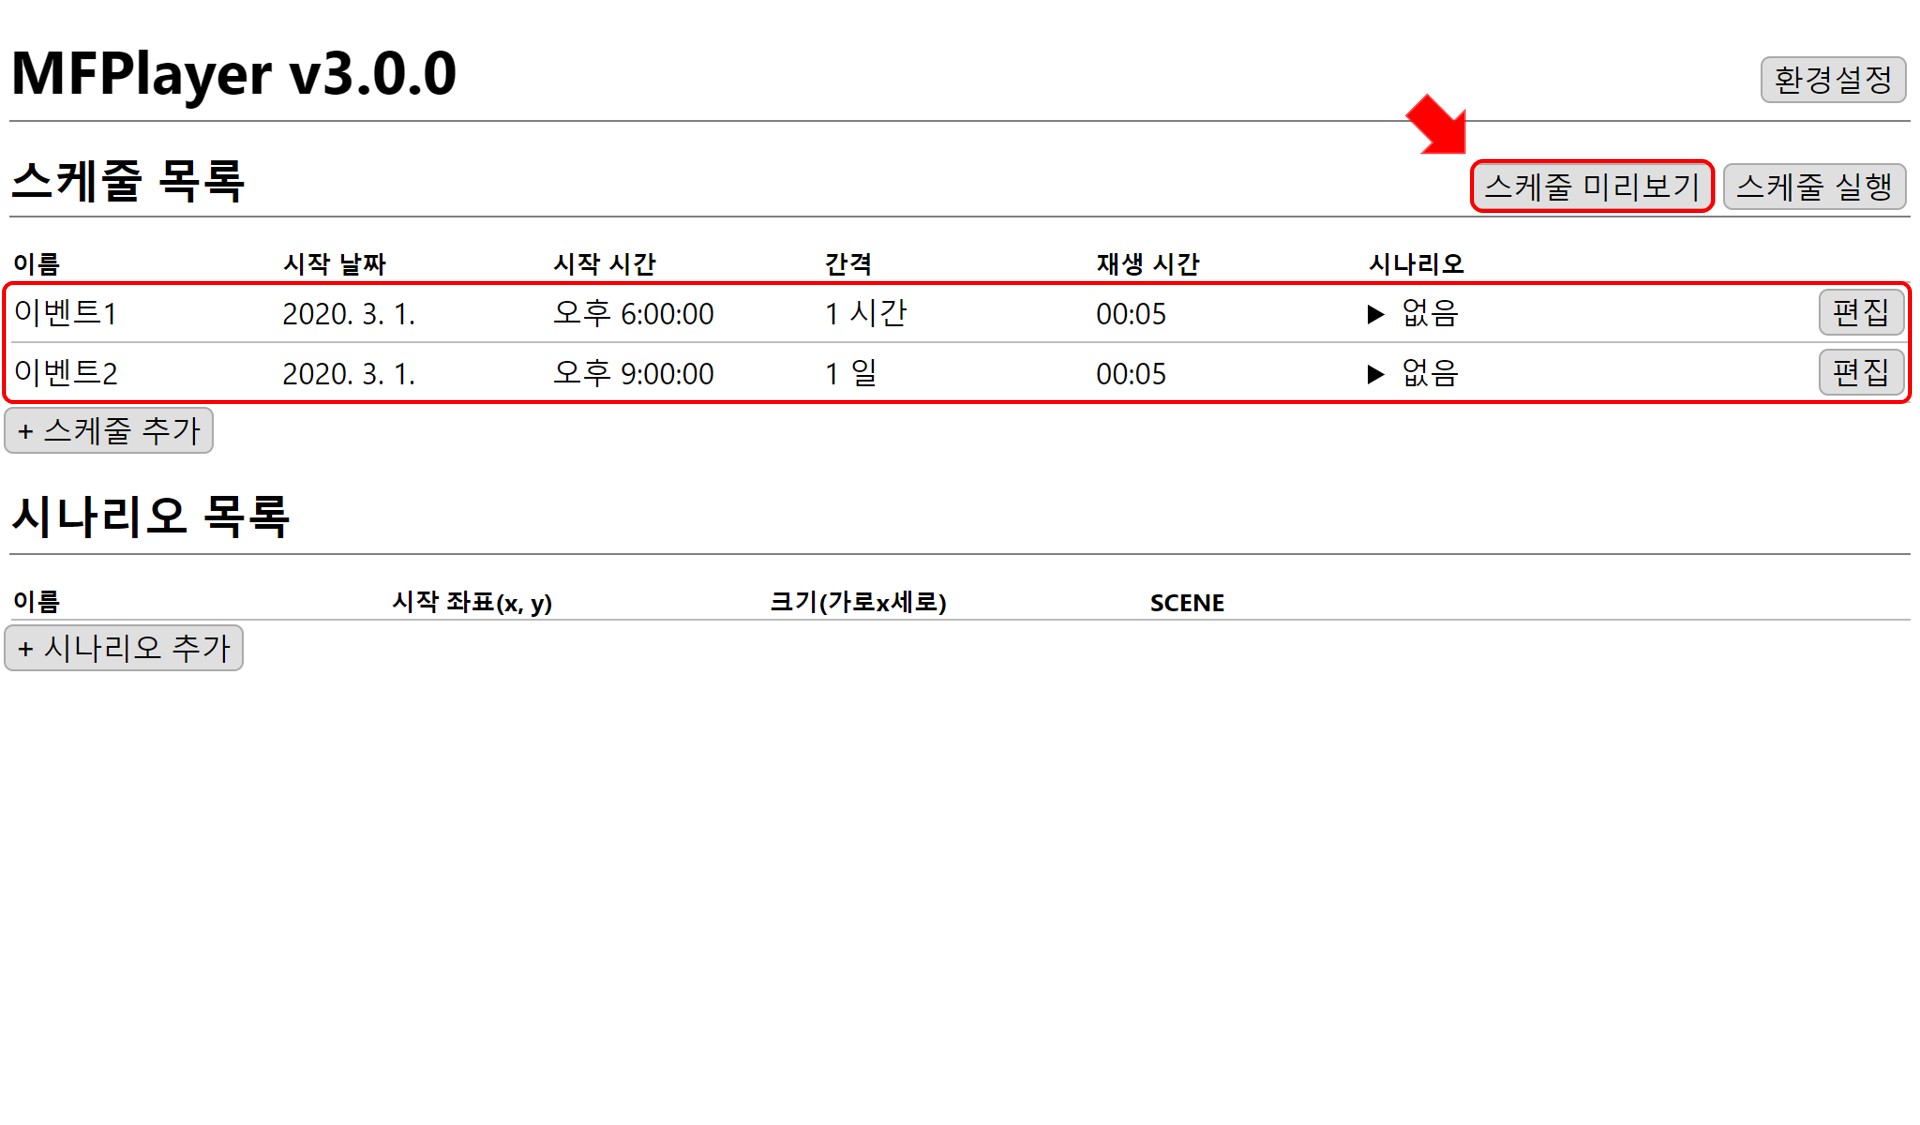 MFPlayer v3.0.0 환경설정
스케줄 목록 스케줄 미리보기 스케줄 실행
이름 시작 날짜 시작 시간 간격 재생 시간 시나리오
이벤트1 2020. 3. 1. 오후 6:00:00 1 시간 00:05 ▶ 없음 편집
이벤트2 2020. 3. 1. 오후 9:00:00 1 일 00:05 ▶ 없음 편집
+ 스케줄 추가
시나리오 목록
이름 시작 좌표(x, y) 크기(가로x세로) SCENE
+ 시나리오 추가